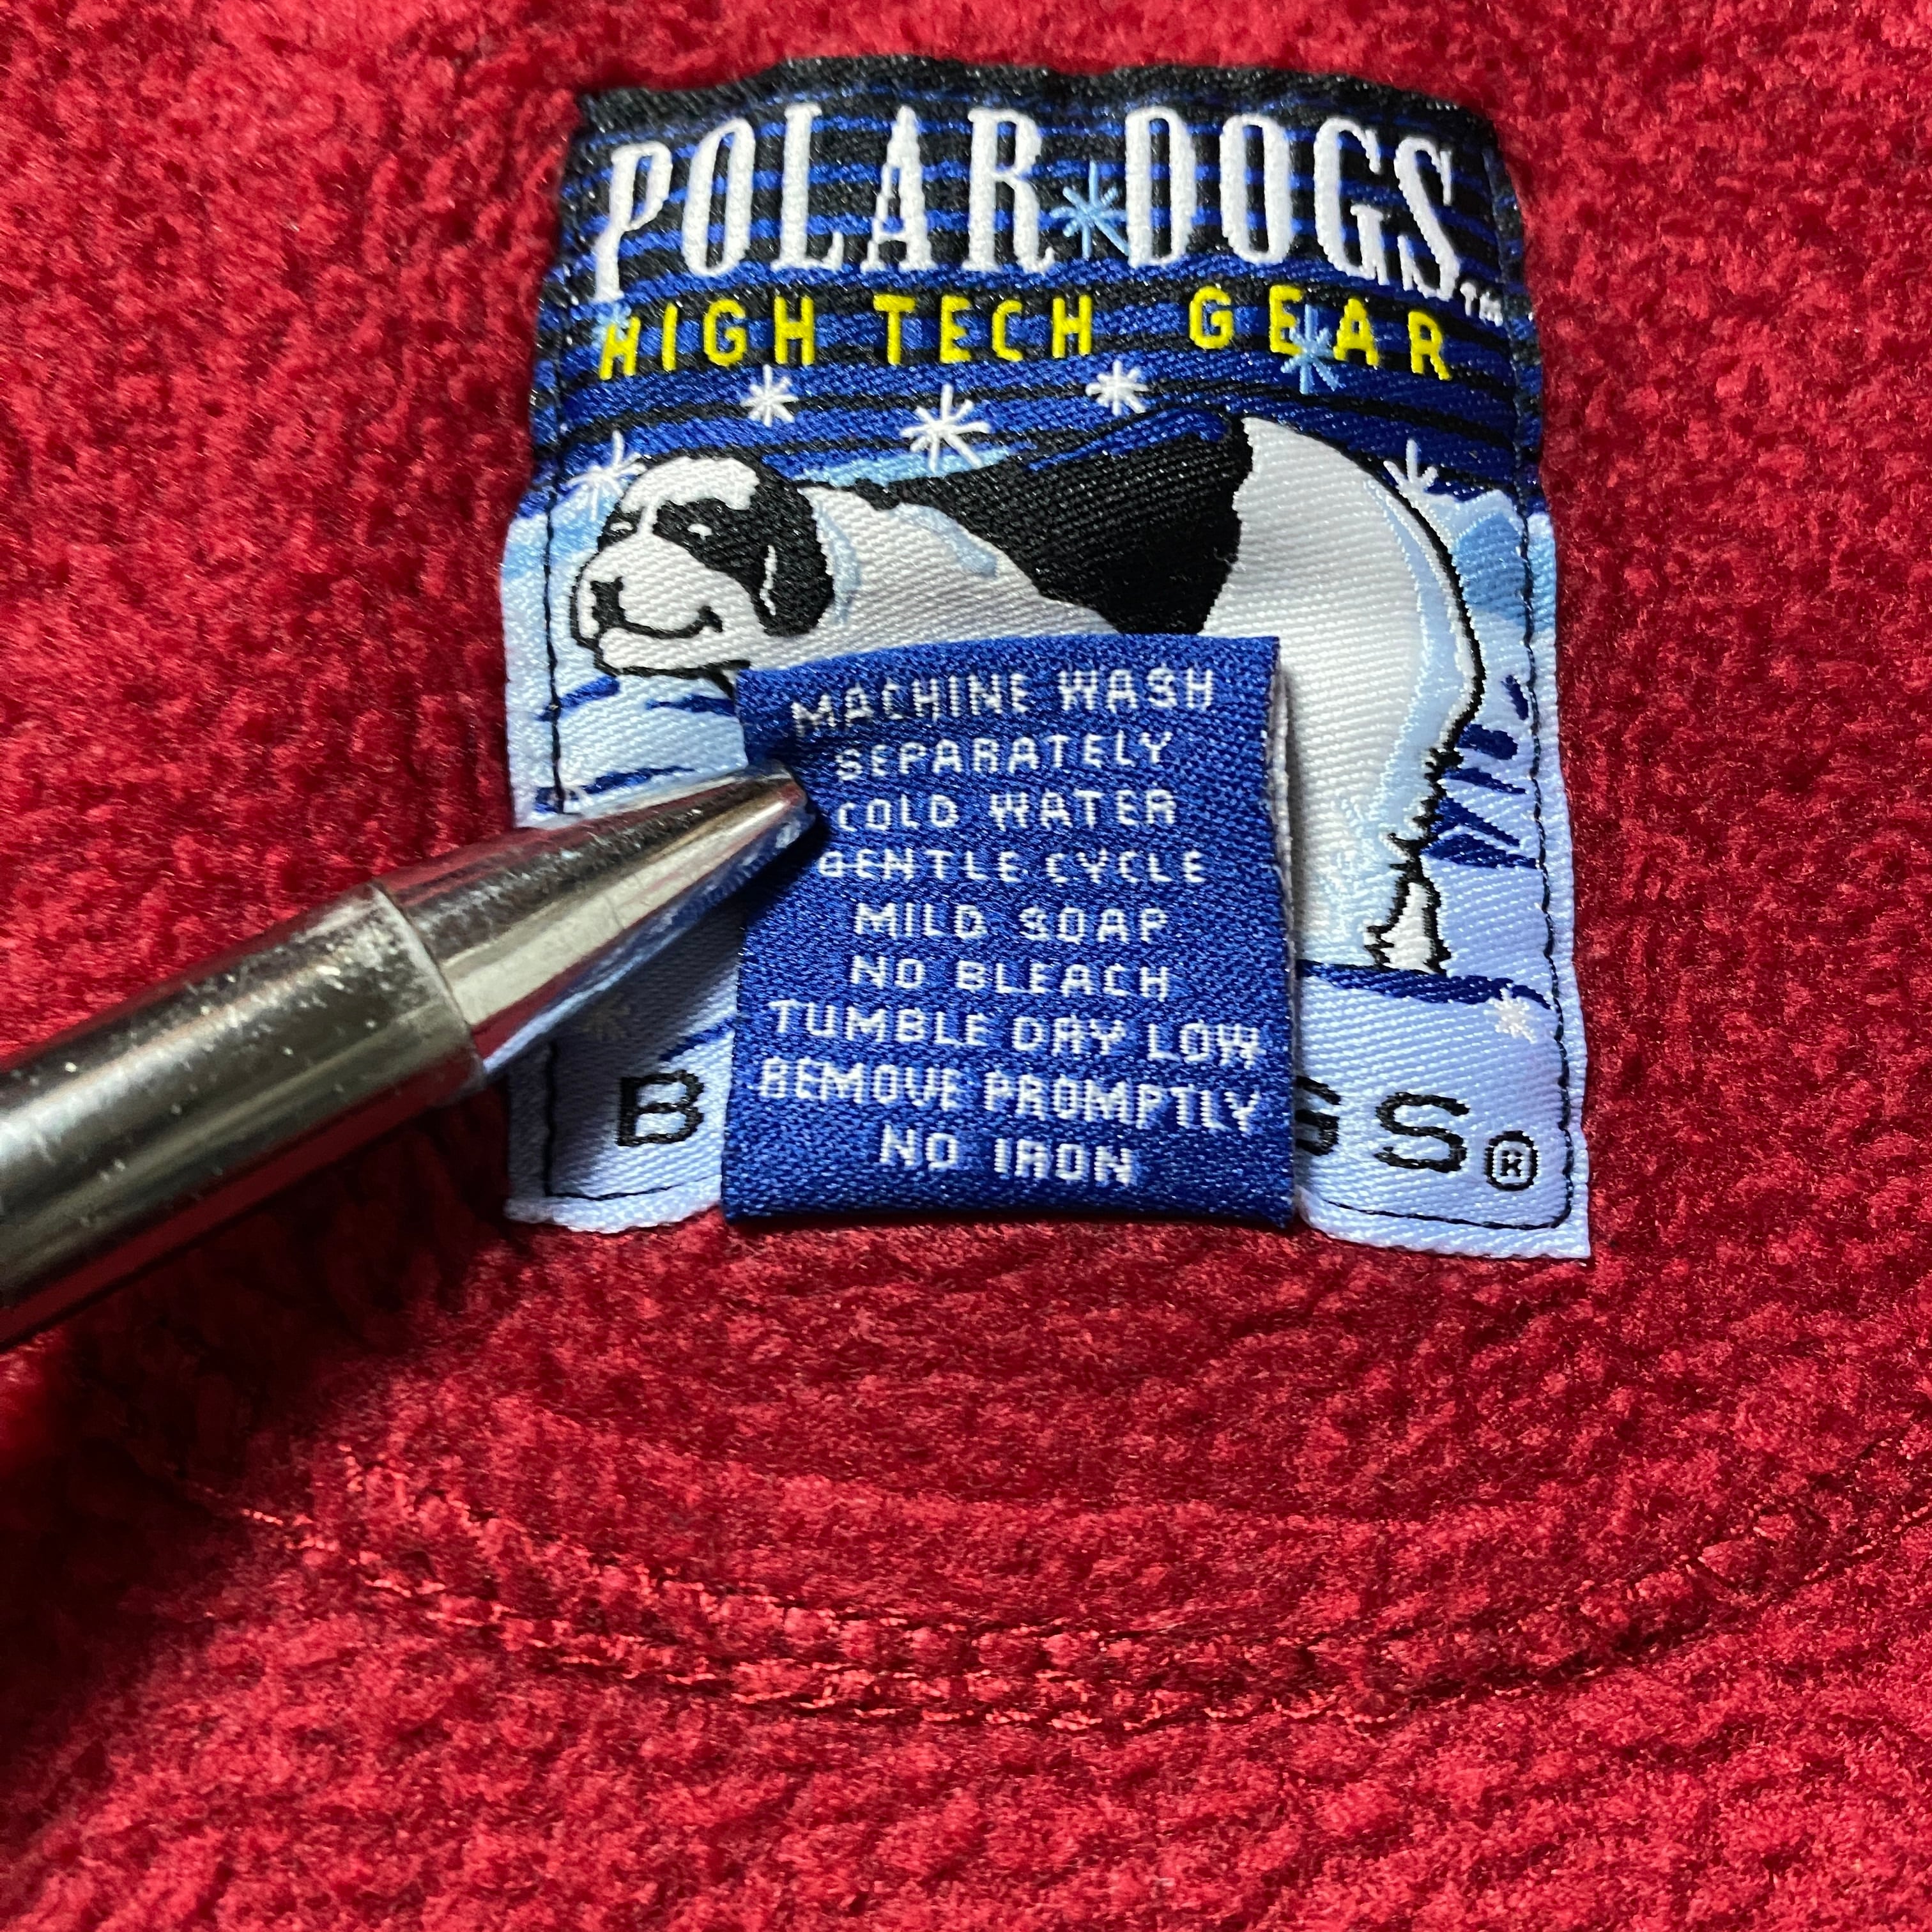 POLAR DOGS™
HIGH TECH GEAR
MACHINE WASH
SEPARATELY
COLD WATER
GENTLE CYCLE
MILD SOAP
NO BLEACH
TUMBLE DRY LOW
REMOVE PROMPTLY
NO IRON